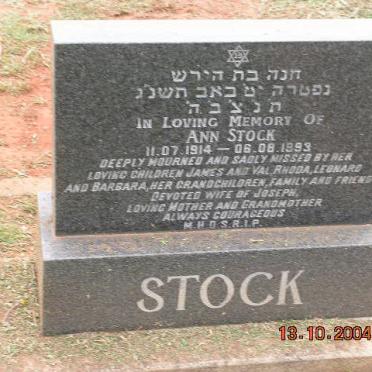 חנה בת הירש
נפטרה יט באב תשנ״ג
ת נ צ ב ה
IN LOVING MEMORY OF
ANN STOCK
11.07.1914 — 06.08.1993
DEEPLY MOURNED AND SADLY MISSED BY HER
LOVING CHILDREN JAMES AND VAL, RHODA, LEONARD
AND BARBARA, HER GRANDCHILDREN, FAMILY AND FRIENDS
DEVOTED WIFE OF JOSEPH,
LOVING MOTHER AND GRANDMOTHER
ALWAYS COURAGEOUS
M.H.D.S.R.I.P.
STOCK
13.10.2004